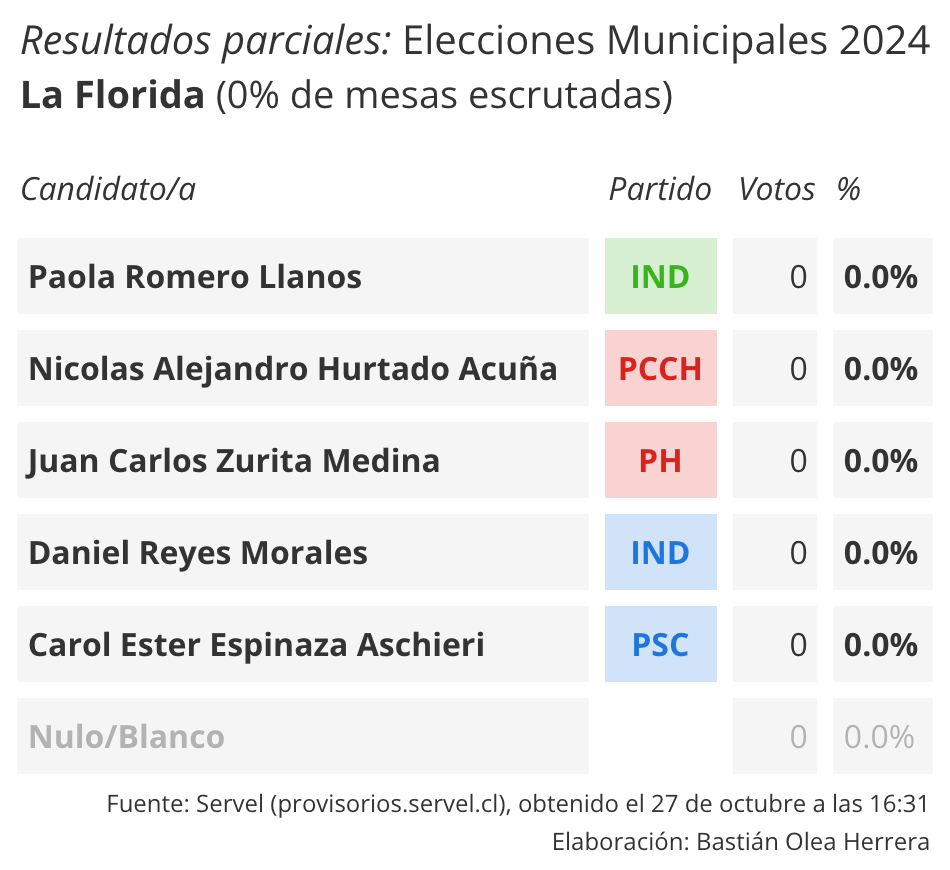 Resultados parciales: Elecciones Municipales 2024
La Florida (0% de mesas escrutadas)
Candidato/a Partido Votos %
Paola Romero Llanos IND 0 0.0%
Nicolas Alejandro Hurtado Acuña PCCH 0 0.0%
Juan Carlos Zurita Medina PH 0 0.0%
Daniel Reyes Morales IND 0 0.0%
Carol Ester Espinaza Aschieri PSC 0 0.0%
Nulo/Blanco 0 0.0%
Fuente: Servel (provisorios.servel.cl), obtenido el 27 de octubre a las 16:31
Elaboración: Bastián Olea Herrera